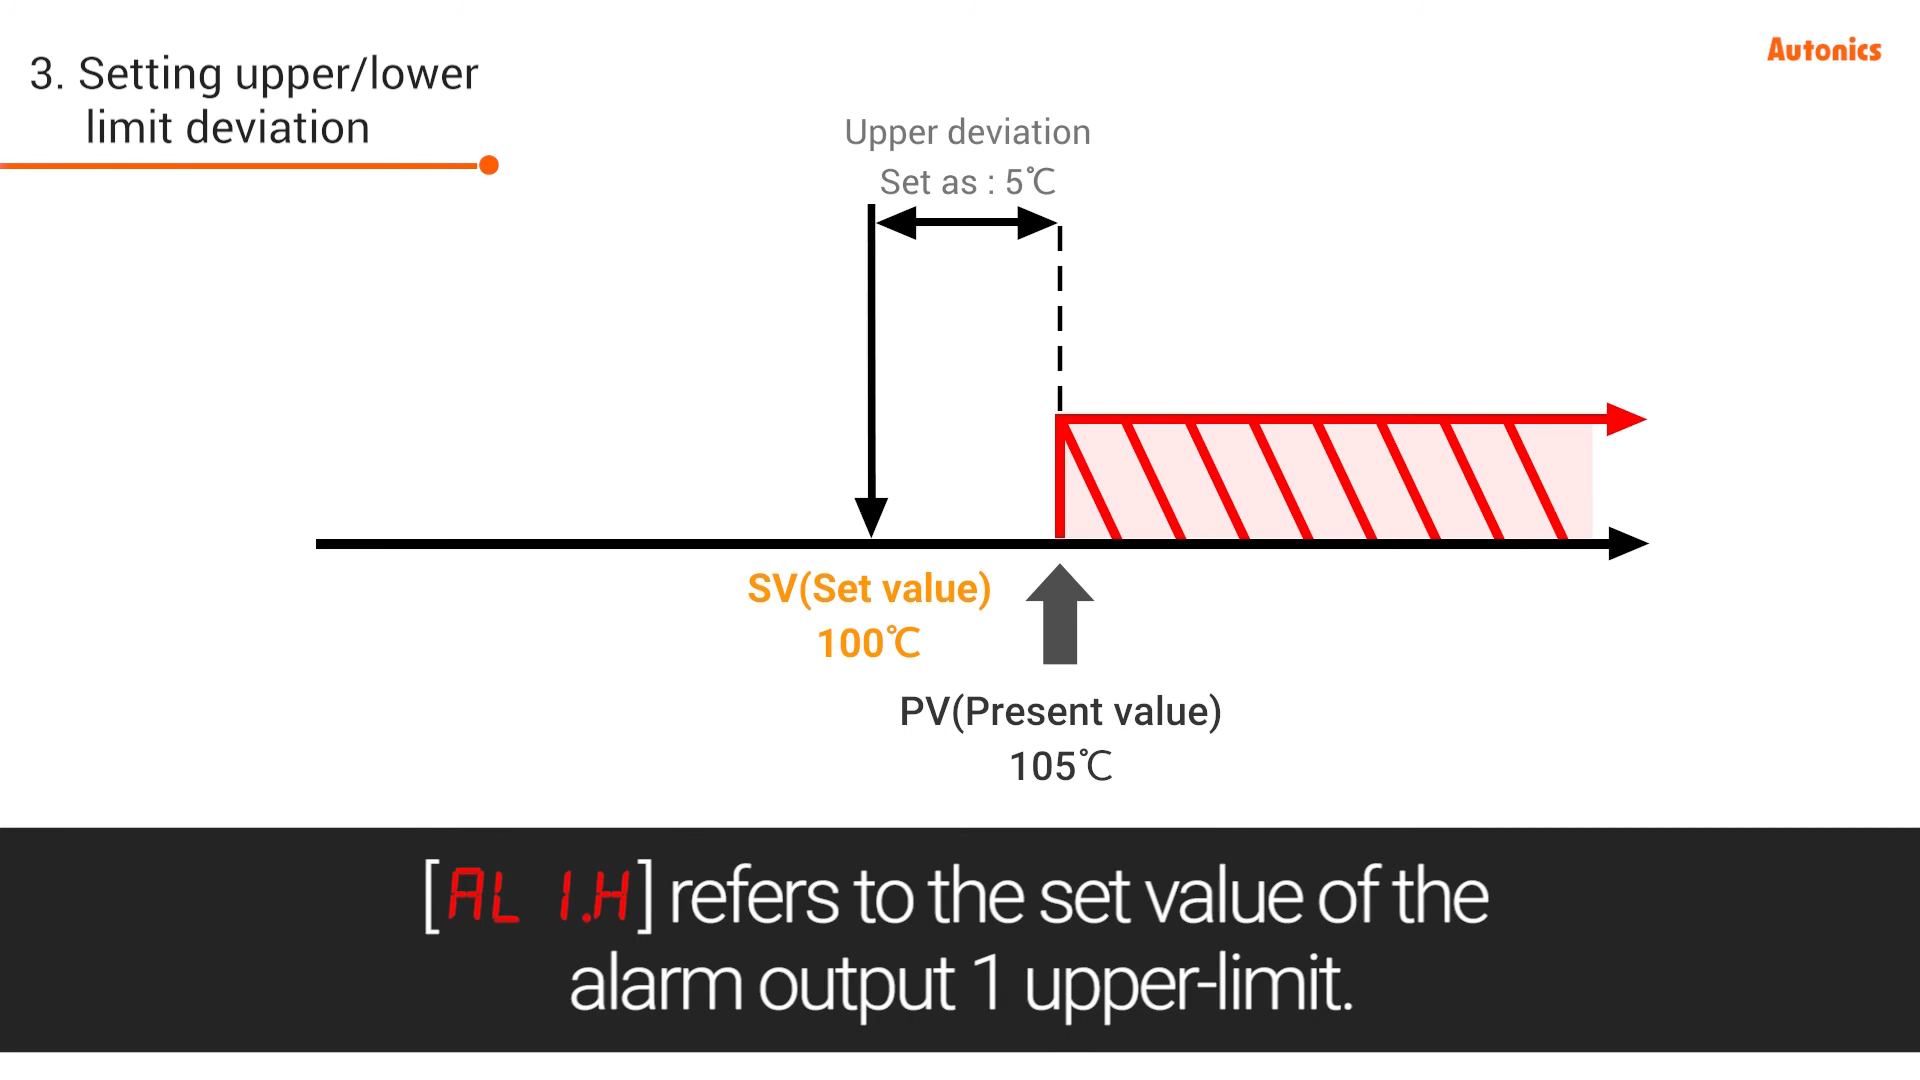 3. Setting upper/lower
limit deviation
Autonics
Upper deviation
Set as : 5℃
SV(Set value)
100℃
PV(Present value)
105℃
[AL 1.H] refers to the set value of the
alarm output 1 upper-limit.